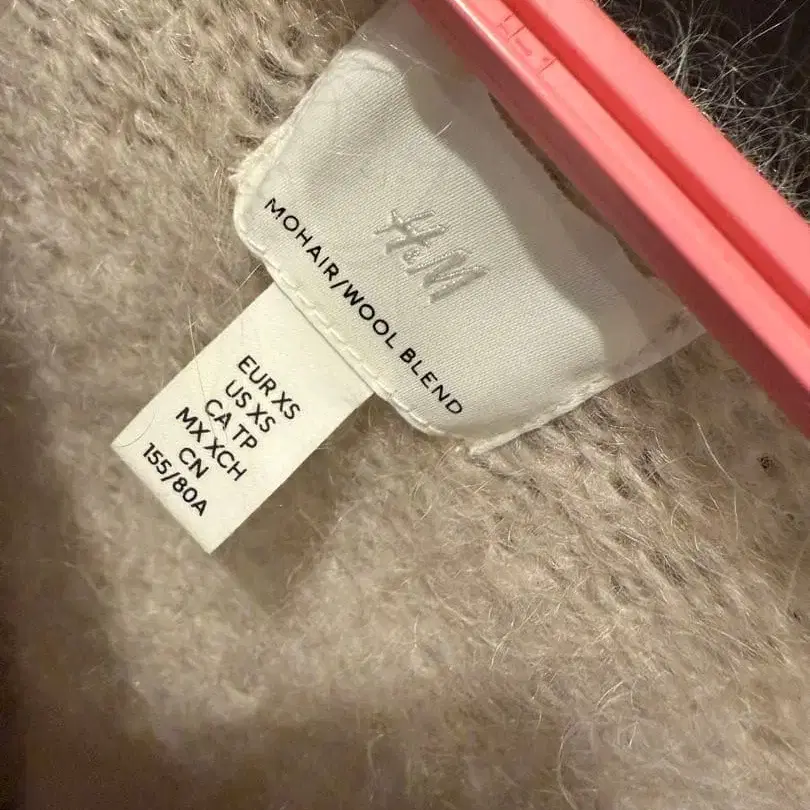 H&M
MOHAIR/WOOL BLEND
EUR XS
US XS
CA TP
MX XCH
CN
155/80A